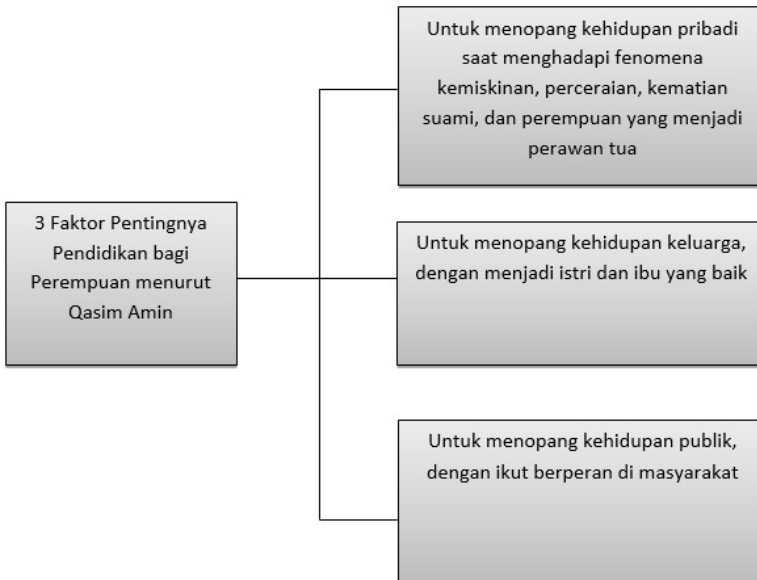 3 Faktor Pentingnya
Pendidikan bagi
Perempuan menurut
Qasim Amin
Untuk menopang kehidupan pribadi
saat menghadapi fenomena
kemiskinan, perceraian, kematian
suami, dan perempuan yang menjadi
perawan tua
Untuk menopang kehidupan keluarga,
dengan menjadi istri dan ibu yang baik
Untuk menopang kehidupan publik,
dengan ikut berperan di masyarakat